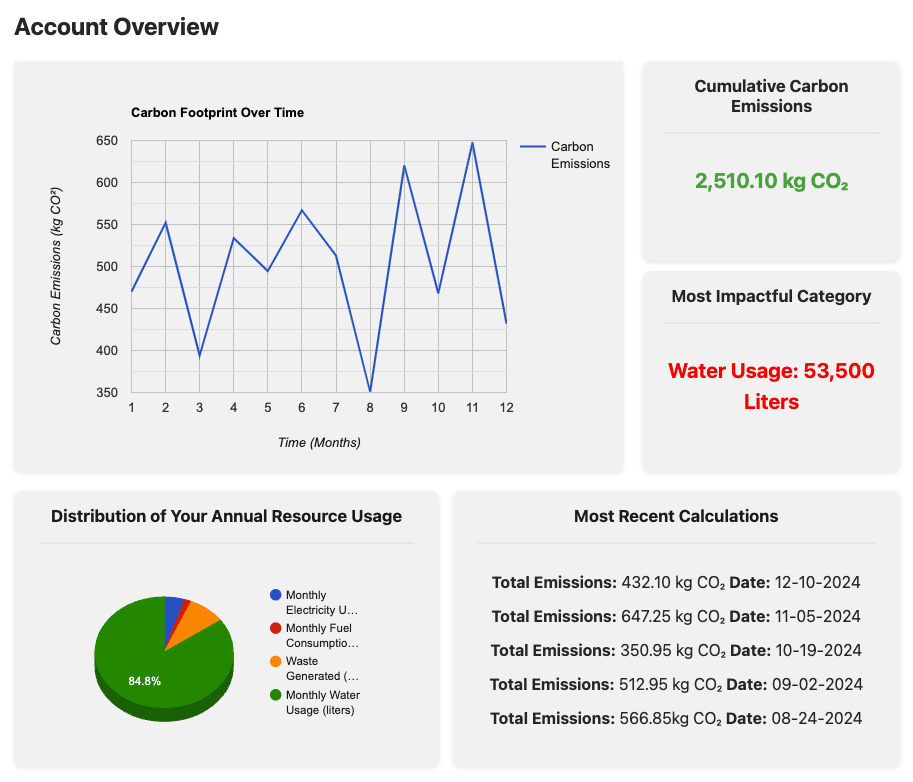 Account Overview
Carbon Footprint Over Time
650
600
550
500
450
400
350
Carbon Emissions (kg CO²)
1 2 3 4 5 6 7 8 9 10 11 12
Time (Months)
Carbon
Emissions
Cumulative Carbon
Emissions
2,510.10 kg CO₂
Most Impactful Category
Water Usage: 53,500
Liters
Distribution of Your Annual Resource Usage
84.8%
Monthly
Electricity U...
Monthly Fuel
Consumptio...
Waste
Generated (...
Monthly Water
Usage (liters)
Most Recent Calculations
Total Emissions: 432.10 kg CO₂ Date: 12-10-2024
Total Emissions: 647.25 kg CO₂ Date: 11-05-2024
Total Emissions: 350.95 kg CO₂ Date: 10-19-2024
Total Emissions: 512.95 kg CO₂ Date: 09-02-2024
Total Emissions: 566.85kg CO₂ Date: 08-24-2024